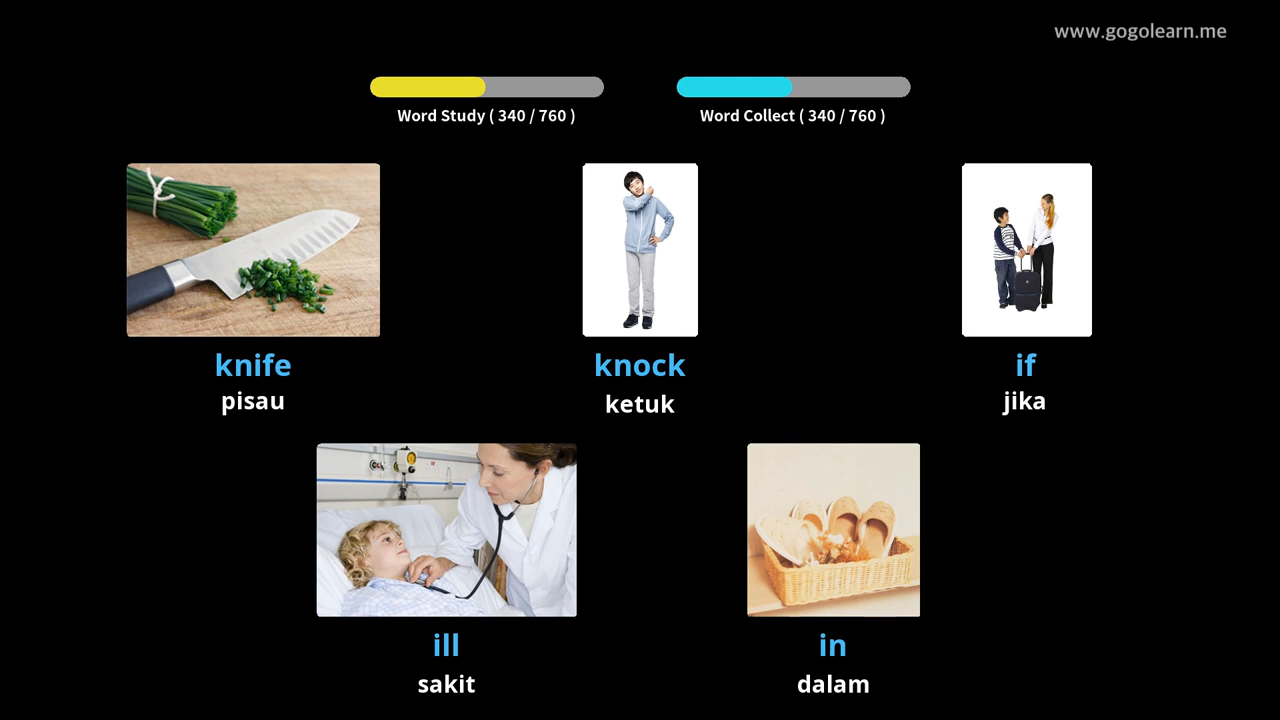 www.gogolearn.me
Word Study ( 340 / 760 )
Word Collect ( 340 / 760 )
knife
pisau
knock
ketuk
if
jika
ill
sakit
in
dalam